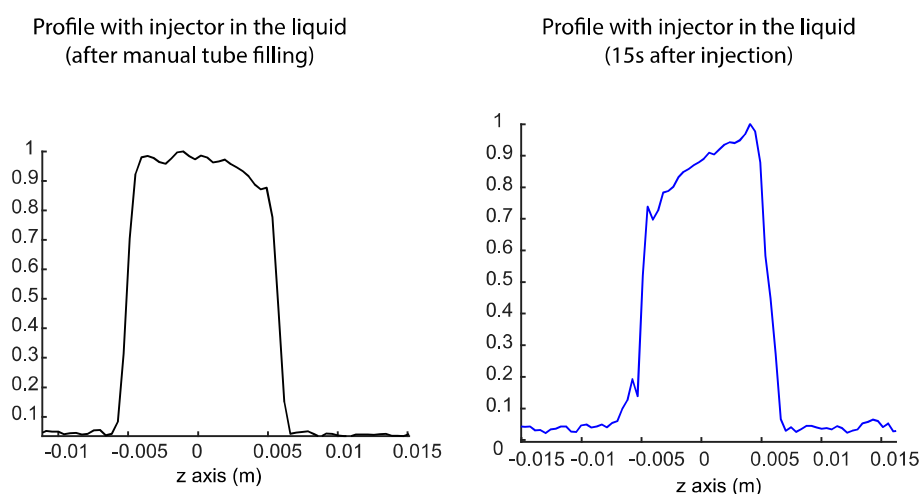 Profile with injector in the liquid
(after manual tube filling)
1
0.9
0.8
0.7
0.6
0.5
0.4
0.3
0.2
0.1
-0.01 -0.005 0 0.005 0.01 0.015
z axis (m)
Profile with injector in the liquid
(15s after injection)
1
0.9
0.8
0.7
0.6
0.5
0.4
0.3
0.2
0.1
0
-0.015 -0.01 -0.005 0 0.005 0.01 0.015
z axis (m)